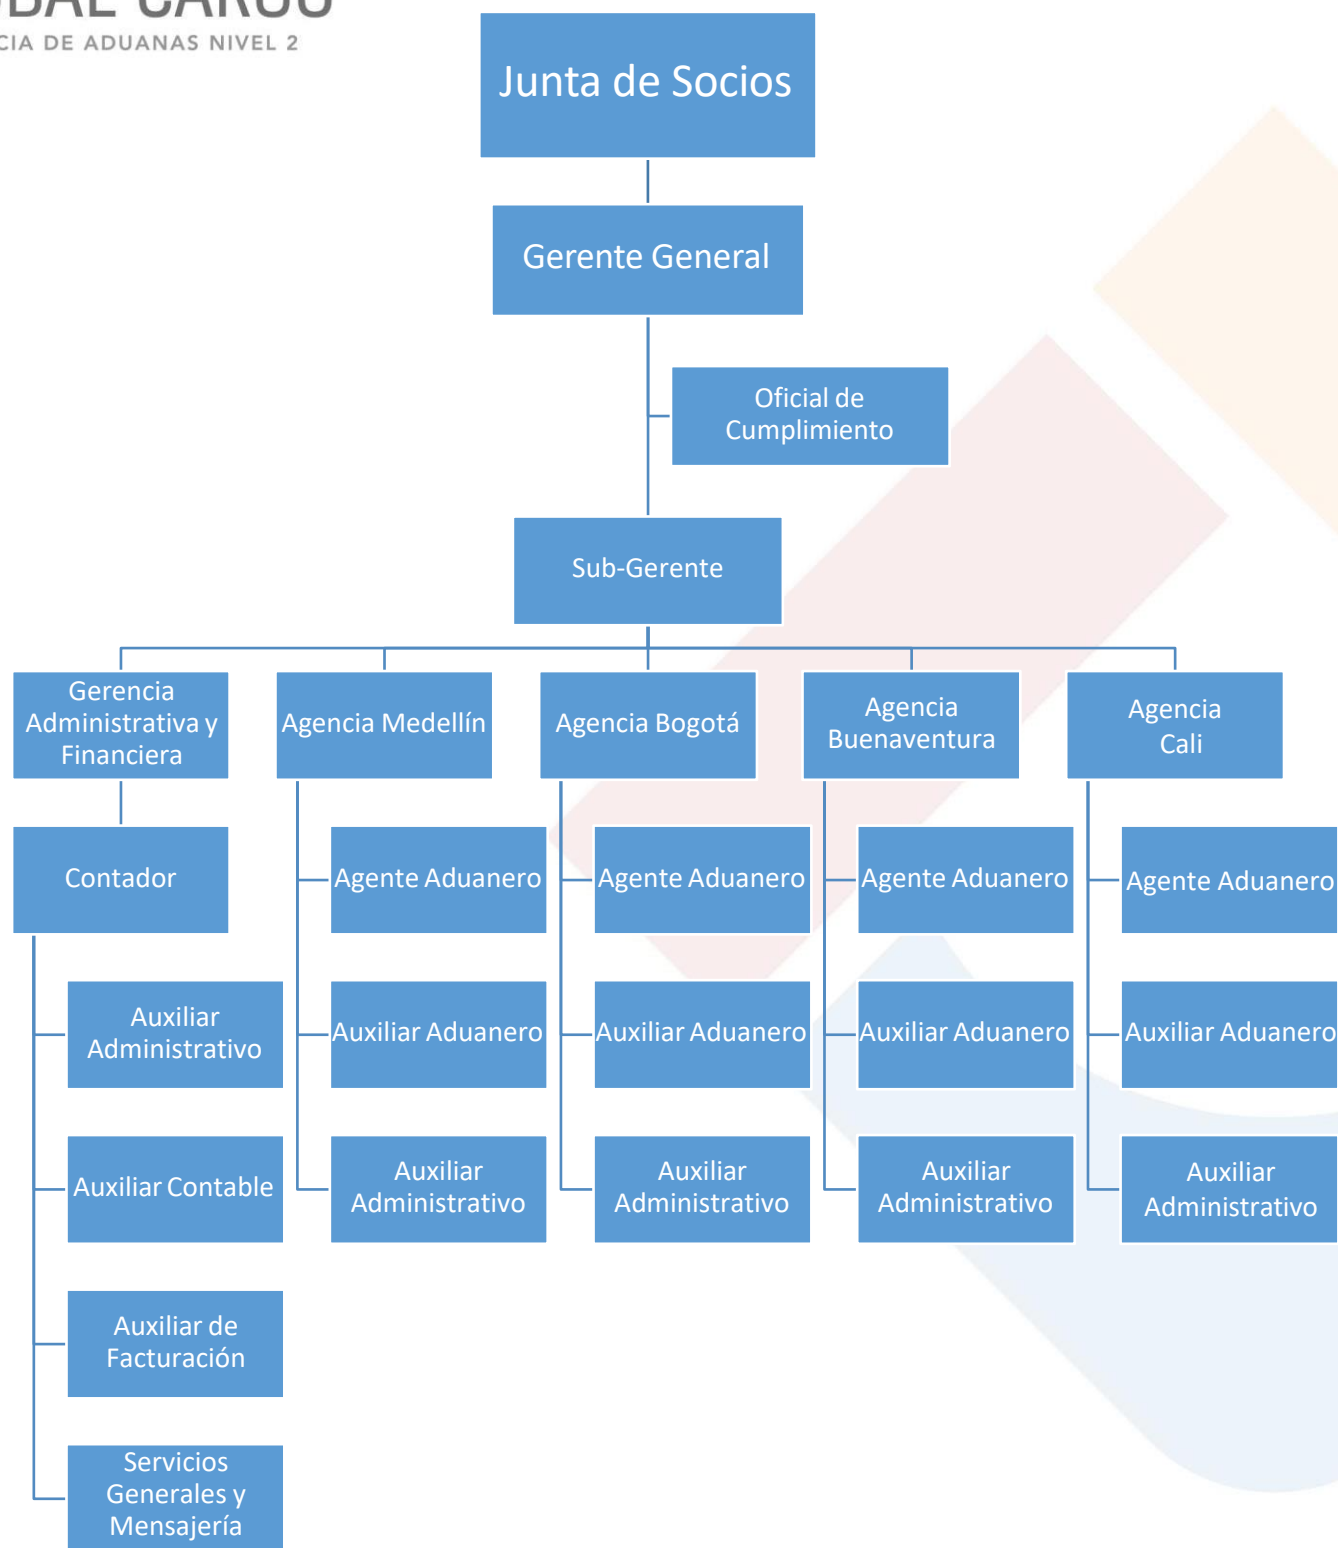 DE ADUANAS NIVEL 2
Junta de Socios
Gerente General
Oficial de
Cumplimiento
Sub-Gerente
Gerencia
Administrativa y
Financiera
Agencia Medellín
Agencia Bogotá
Agencia
Buenaventura
Agencia
Cali
Contador
Agente Aduanero
Agente Aduanero
Agente Aduanero
Agente Aduanero
Auxiliar
Administrativo
Auxiliar Aduanero
Auxiliar Aduanero
Auxiliar Aduanero
Auxiliar Aduanero
Auxiliar Contable
Auxiliar
Administrativo
Auxiliar
Administrativo
Auxiliar
Administrativo
Auxiliar
Administrativo
Auxiliar de
Facturación
Servicios
Generales y
Mensajería